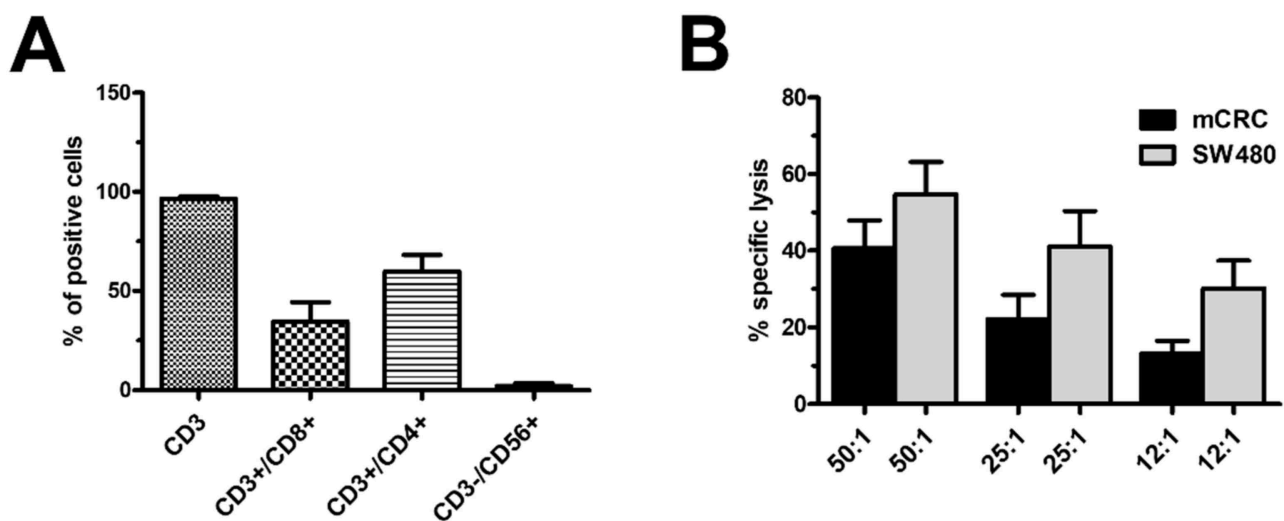 A
% of positive cells
150
100
50
0
CD3
CD3+/CD8+
CD3+/CD4+
CD3-/CD56+
B
% specific lysis
80
60
40
20
0
mCRC
SW480
50:1
50:1
25:1
25:1
12:1
12:1